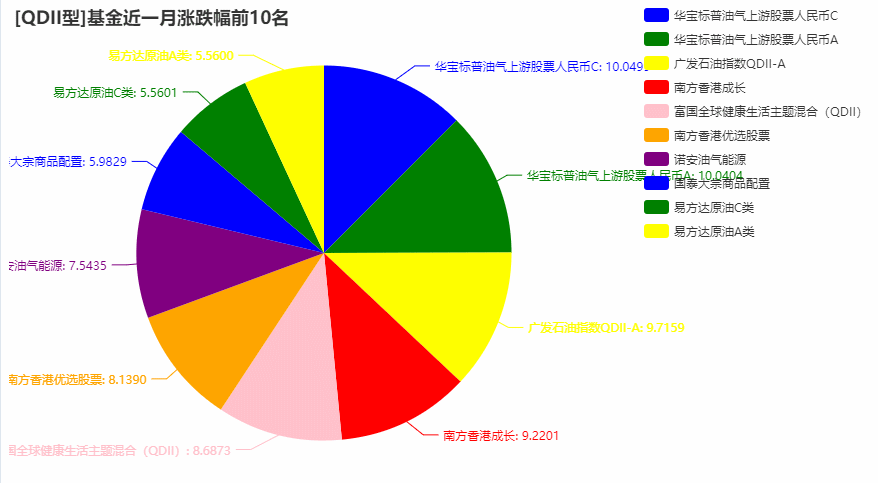 [QDII型]基金近一月涨跌幅前10名
华宝标普油气上游股票人民币C
华宝标普油气上游股票人民币A
广发石油指数QDII-A
南方香港成长
富国全球健康生活主题混合（QDII）
南方香港优选股票
诺安油气能源
国泰大宗商品配置
易方达原油C类
易方达原油A类
易方达原油A类: 5.5600
华宝标普油气上游股票人民币C: 10.049
易方达原油C类: 5.5601
大宗商品配置: 5.9829
华宝标普油气上游股票人民币A: 10.0404
安油气能源: 7.5435
广发石油指数QDII-A: 9.7159
南方香港优选股票: 8.1390
南方香港成长: 9.2201
国全球健康生活主题混合（QDII）: 8.6873